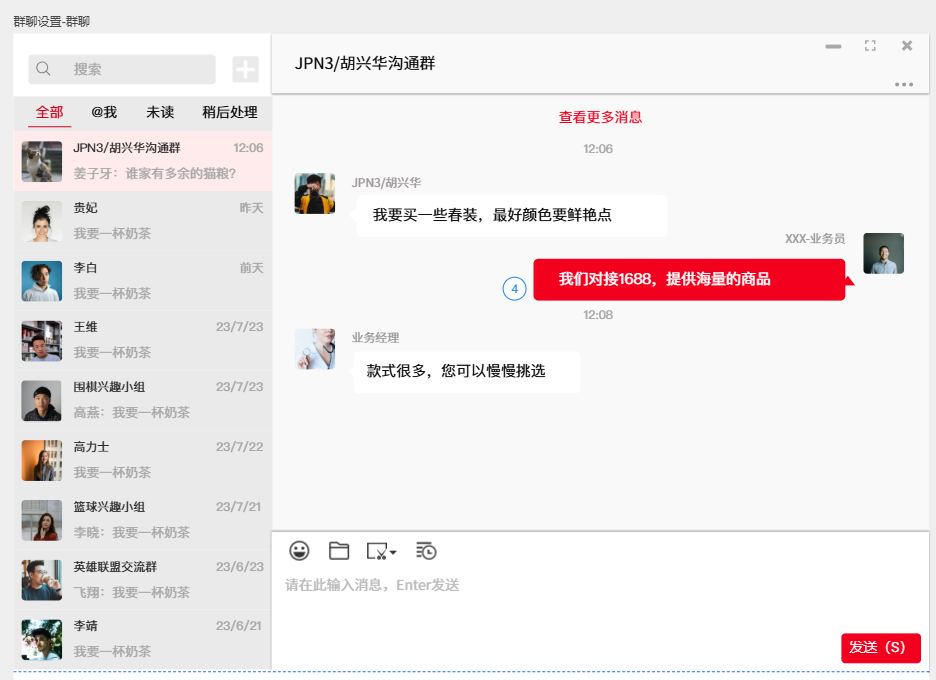 群聊设置-群聊
搜索
全部 @我 未读 稍后处理
JPN3/胡兴华沟通群 12:06
姜子牙：谁家有多余的猫粮?
贵妃 昨天
我要一杯奶茶
李白 前天
我要一杯奶茶
王维 23/7/23
我要一杯奶茶
围棋兴趣小组 23/7/23
高燕：我要一杯奶茶
高力士 23/7/22
我要一杯奶茶
篮球兴趣小组 23/7/21
李晓：我要一杯奶茶
英雄联盟交流群 23/6/23
飞翔：我要一杯奶茶
李靖 23/6/21
我要一杯奶茶
JPN3/胡兴华沟通群
查看更多消息
12:06
JPN3/胡兴华
我要买一些春装，最好颜色要鲜艳点
XXX-业务员
我们对接1688，提供海量的商品
4
12:08
业务经理
款式很多，您可以慢慢挑选
请在此输入消息，Enter发送
发送（S）